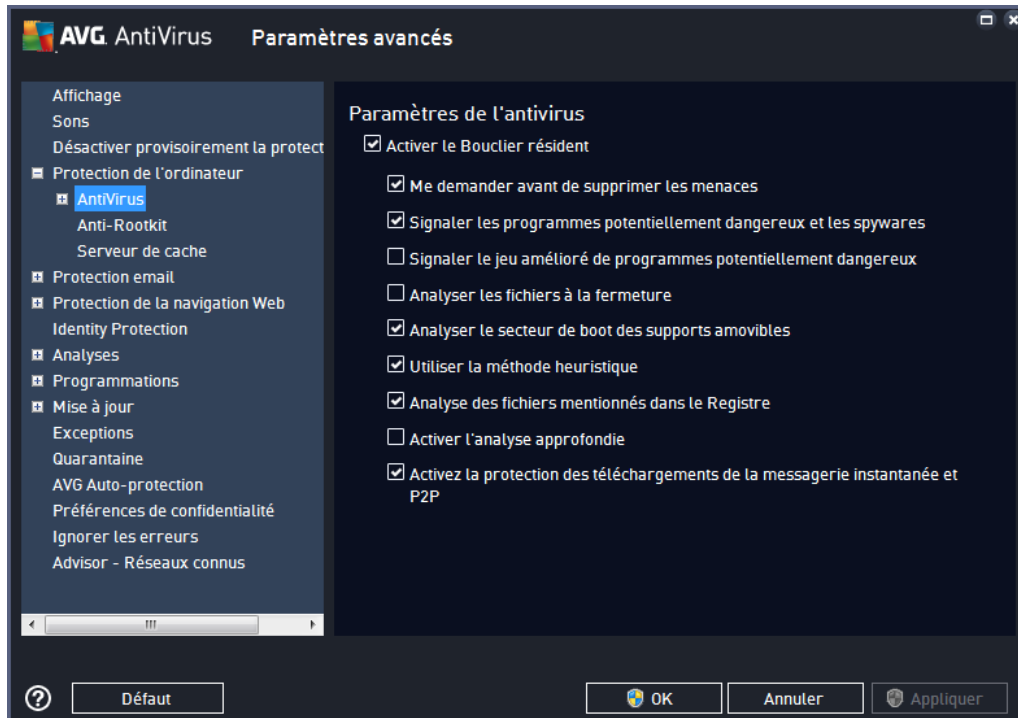 AVG. AntiVirus Paramètres avancés
Affichage
Sons
Désactiver provisoirement la protect
Protection de l'ordinateur
AntiVirus
Anti-Rootkit
Serveur de cache
Protection email
Protection de la navigation Web
Identity Protection
Analyses
Programmations
Mise à jour
Exceptions
Quarantaine
AVG Auto-protection
Préférences de confidentialité
Ignorer les erreurs
Advisor - Réseaux connus
Paramètres de l'antivirus
Activer le Bouclier résident
Me demander avant de supprimer les menaces
Signaler les programmes potentiellement dangereux et les spywares
Signaler le jeu amélioré de programmes potentiellement dangereux
Analyser les fichiers à la fermeture
Analyser le secteur de boot des supports amovibles
Utiliser la méthode heuristique
Analyse des fichiers mentionnés dans le Registre
Activer l'analyse approfondie
Activez la protection des téléchargements de la messagerie instantanée et
P2P
? Défaut OK Annuler Appliquer